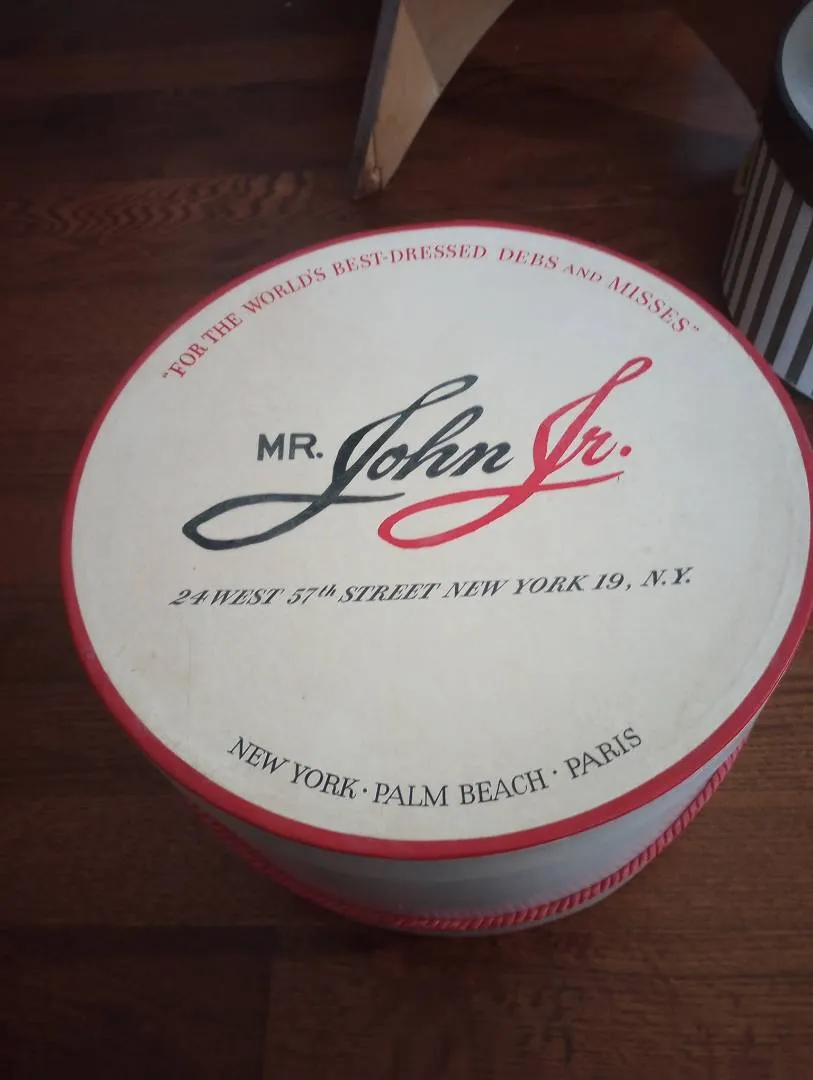 "FOR THE WORLD'S BEST-DRESSED DEBS AND MISSES"
MR. John Jr.
24 WEST 57th STREET NEW YORK 19, N.Y.
NEW YORK · PALM BEACH · PARIS